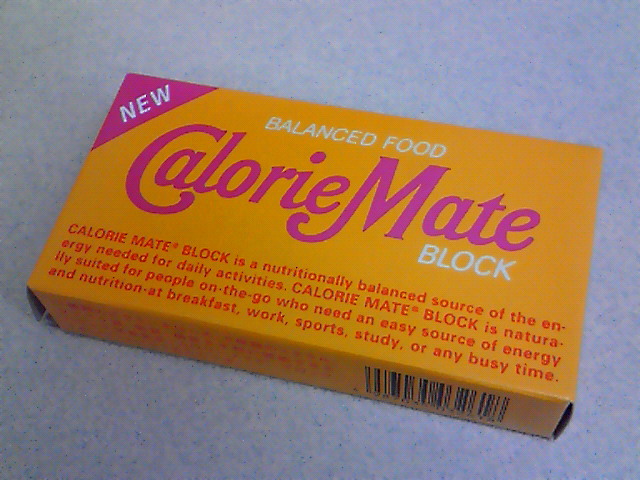 NEW
BALANCED FOOD
CalorieMate
BLOCK
CALORIE MATE® BLOCK is a nutritionally balanced source of the en-
ergy needed for daily activities. CALORIE MATE® BLOCK is natura-
lly suited for people on-the-go who need an easy source of energy
and nutrition-at breakfast, work, sports, study, or any busy time.